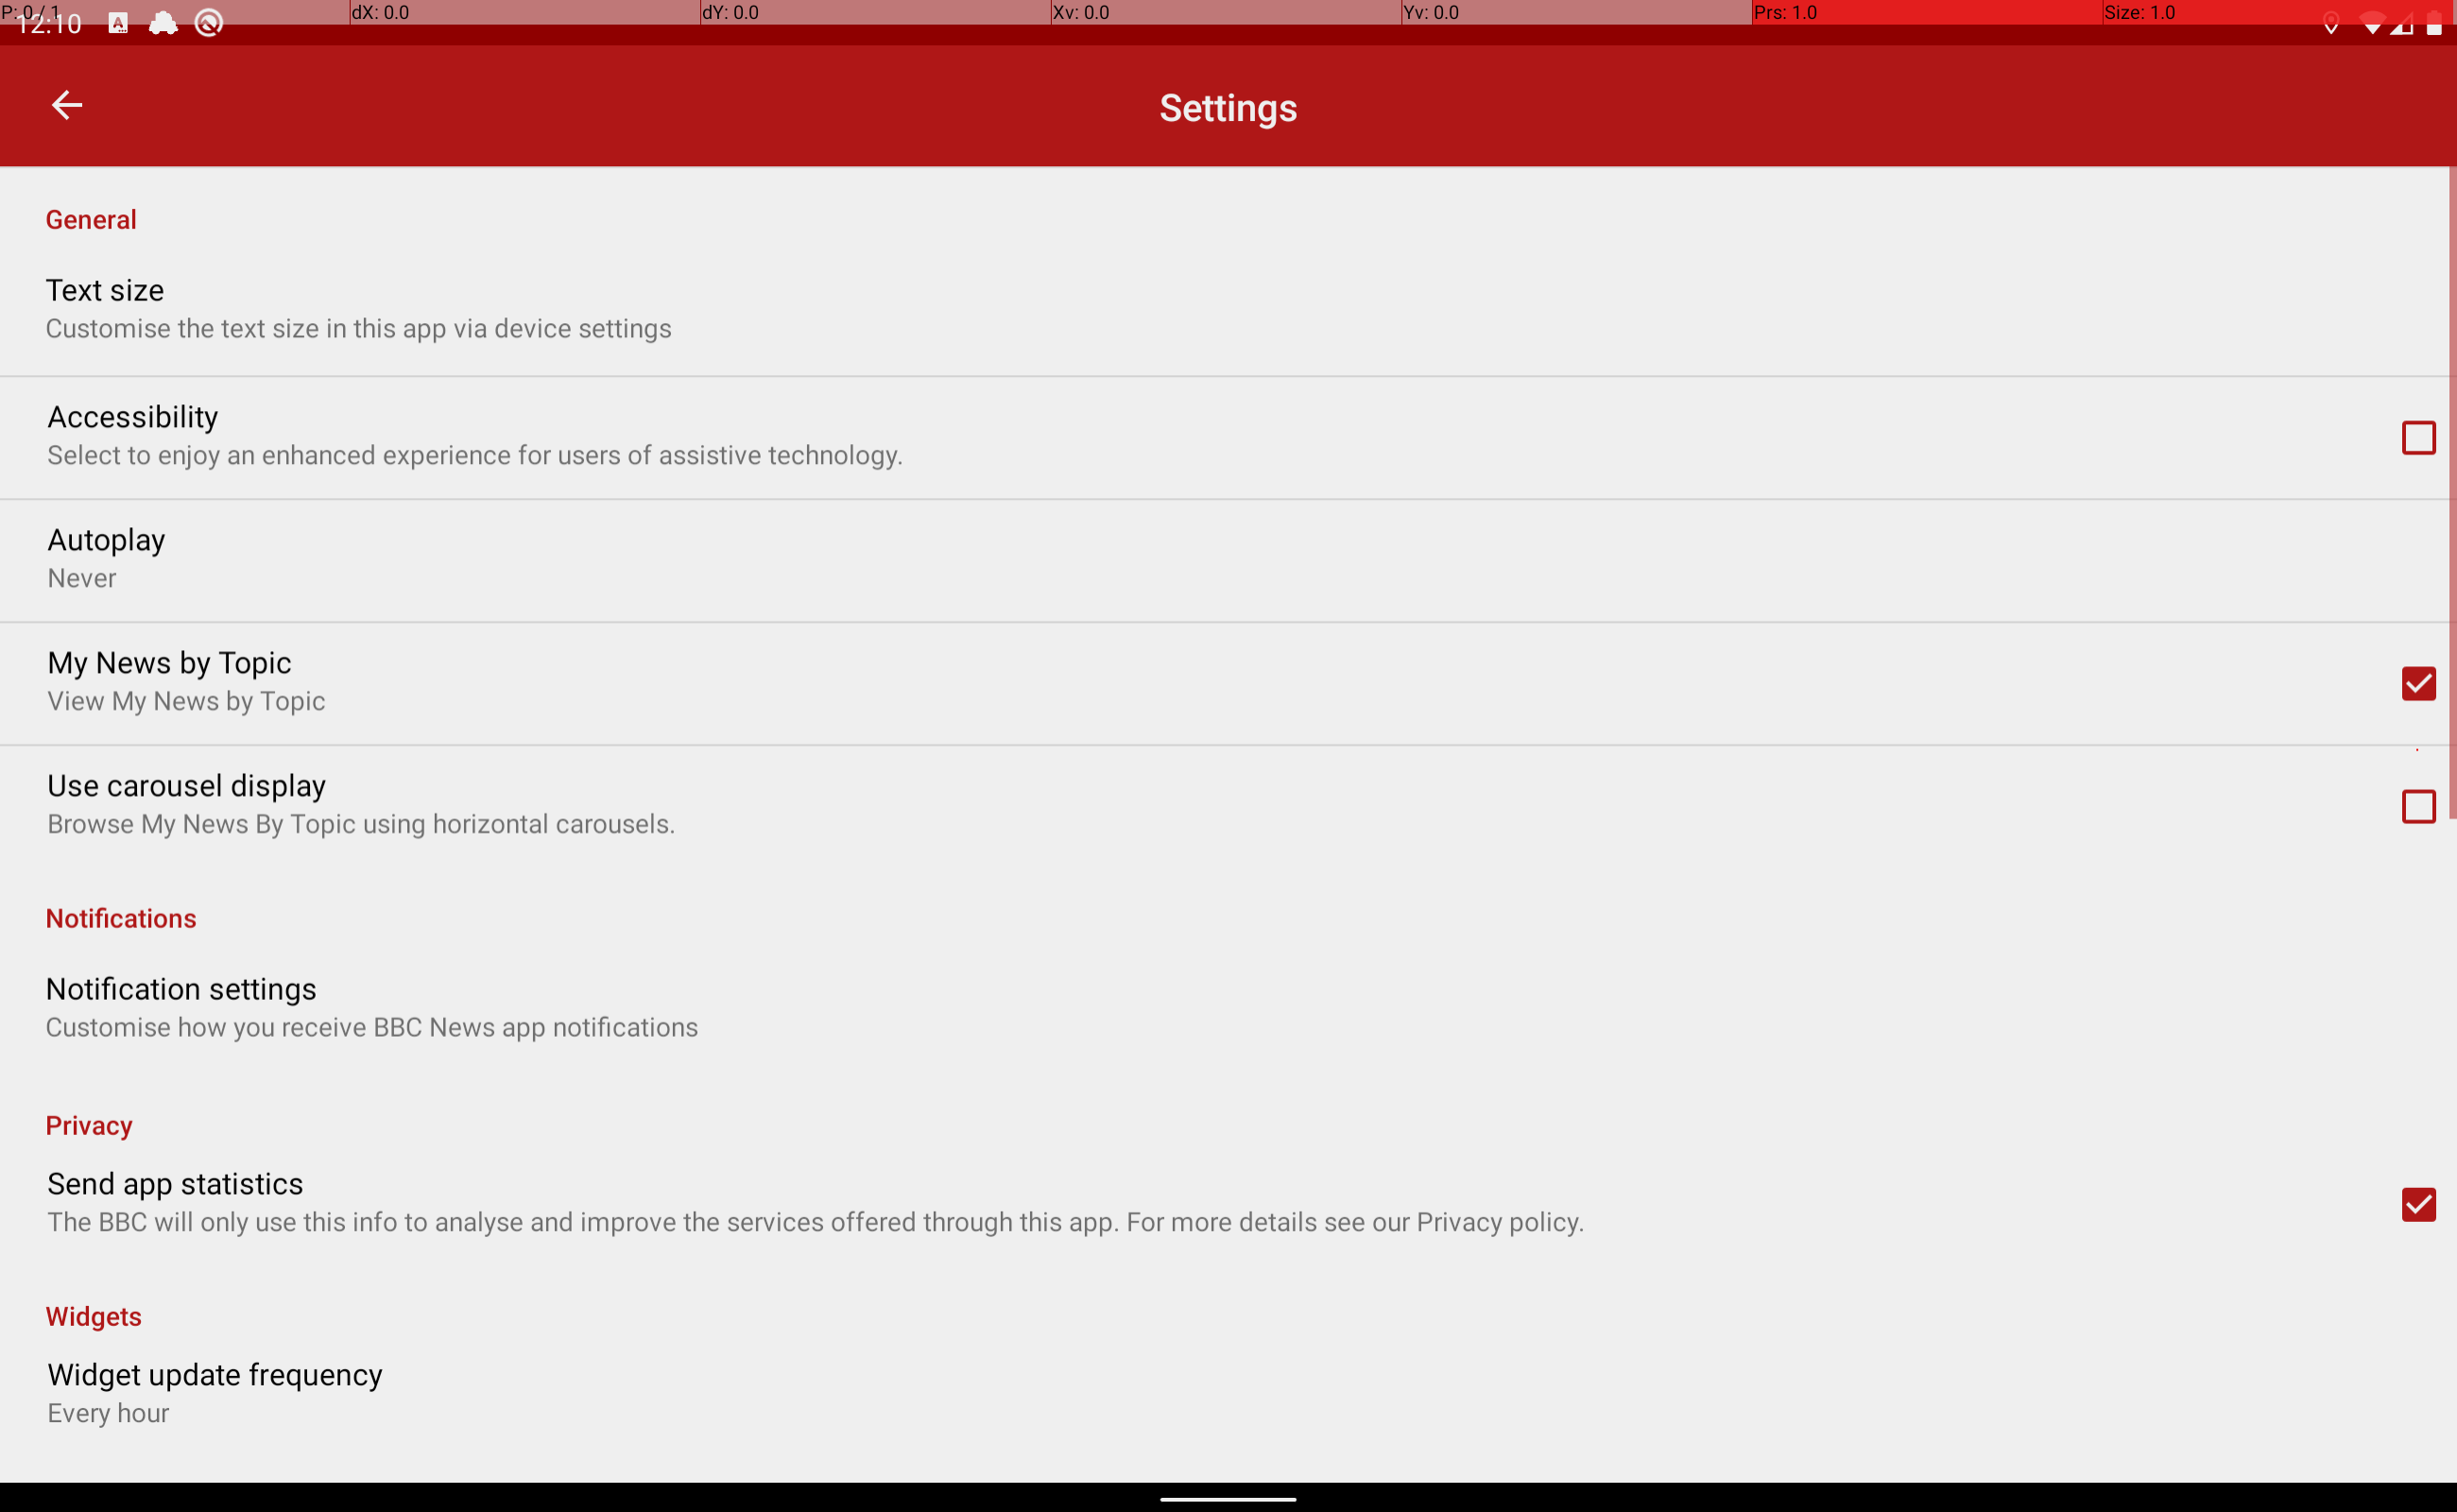 P: 0 / 1 dX: 0.0 dY: 0.0 Xv: 0.0 Yv: 0.0 Prs: 1.0 Size: 1.0
12:10
Settings
General
Text size
Customise the text size in this app via device settings
Accessibility
Select to enjoy an enhanced experience for users of assistive technology.
Autoplay
Never
My News by Topic
View My News by Topic
Use carousel display
Browse My News By Topic using horizontal carousels.
Notifications
Notification settings
Customise how you receive BBC News app notifications
Privacy
Send app statistics
The BBC will only use this info to analyse and improve the services offered through this app. For more details see our Privacy policy.
Widgets
Widget update frequency
Every hour